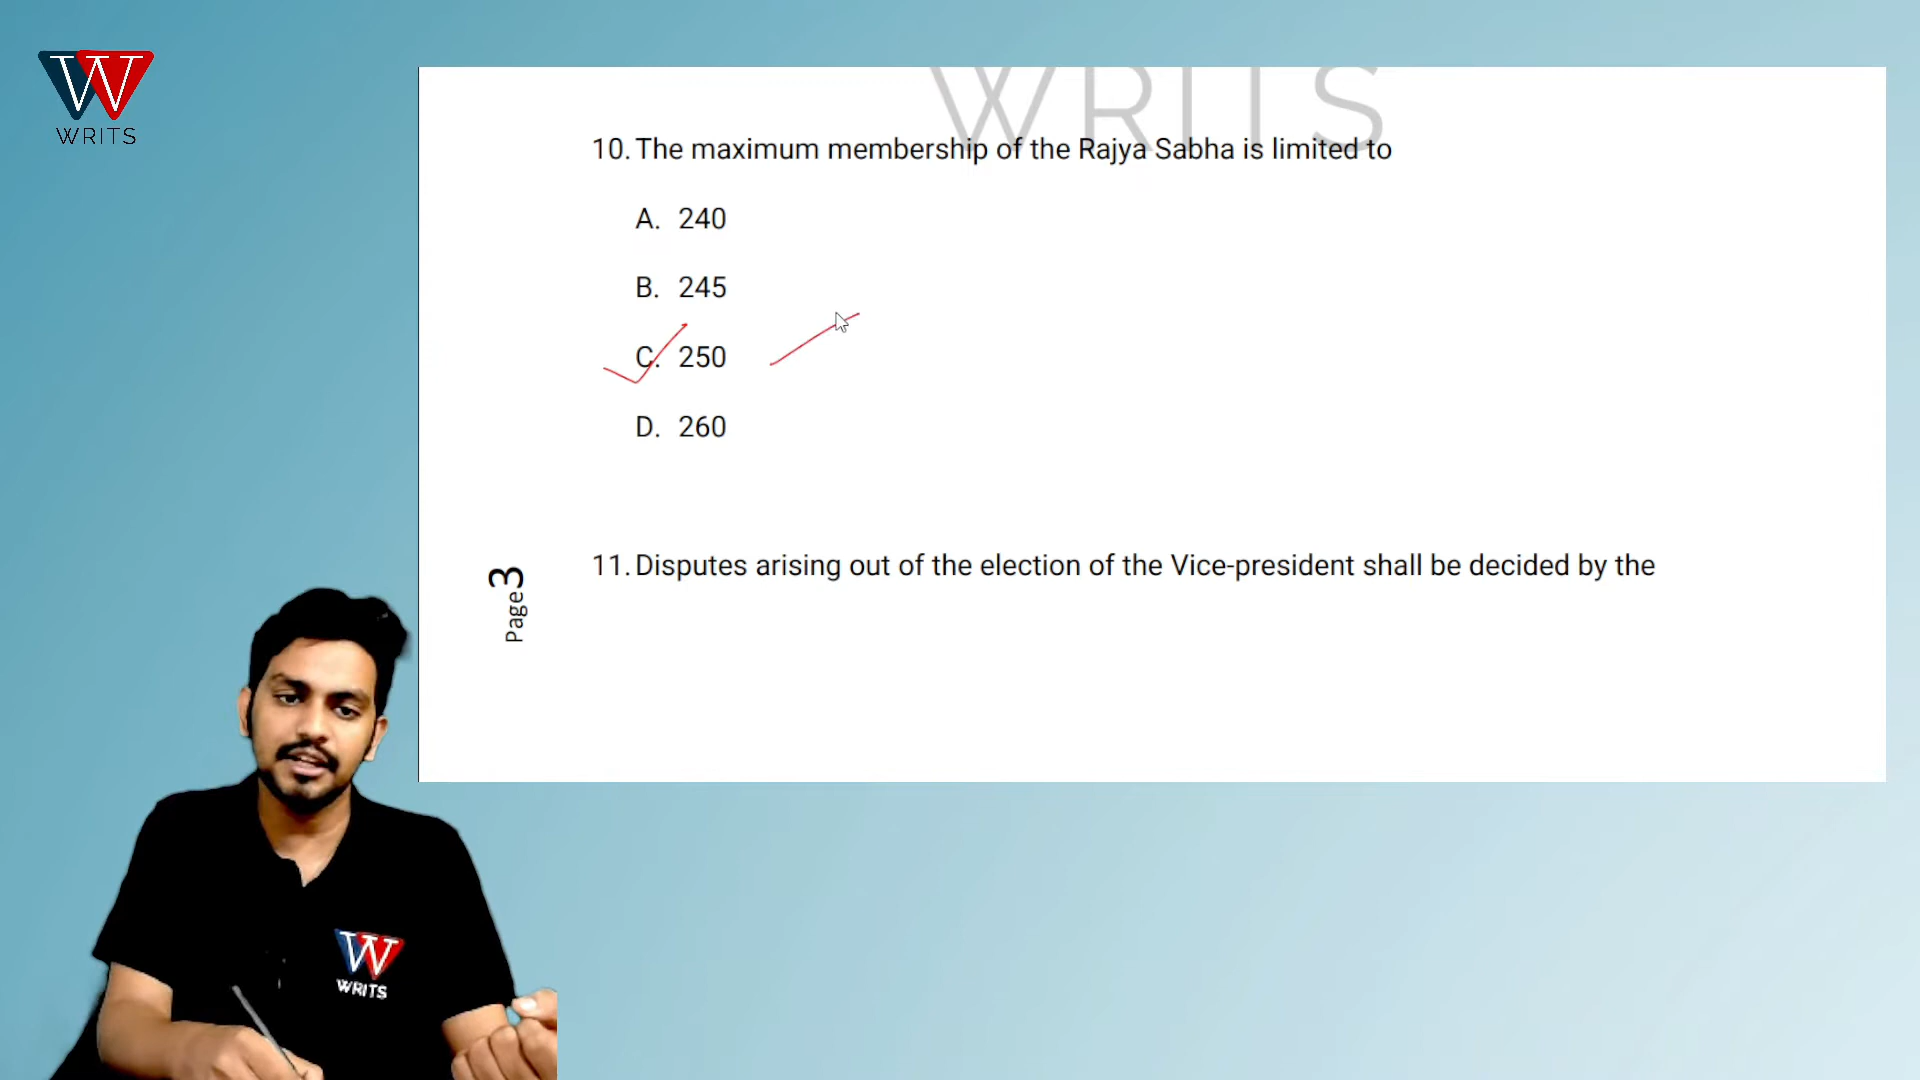 WRITS
WRITS
10. The maximum membership of the Rajya Sabha is limited to
A. 240
B. 245
C. 250
D. 260
Page3
11. Disputes arising out of the election of the Vice-president shall be decided by the
WRITS